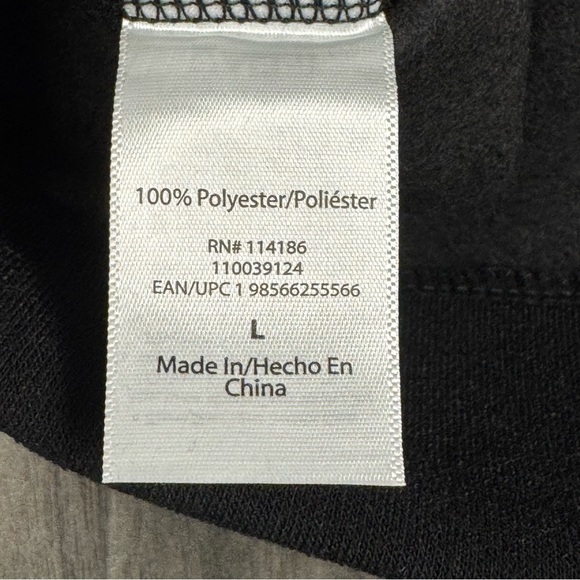 100% Polyester/Poliéster
RN# 114186
110039124
EAN/UPC 1 98566255566
L
Made In/Hecho En
China